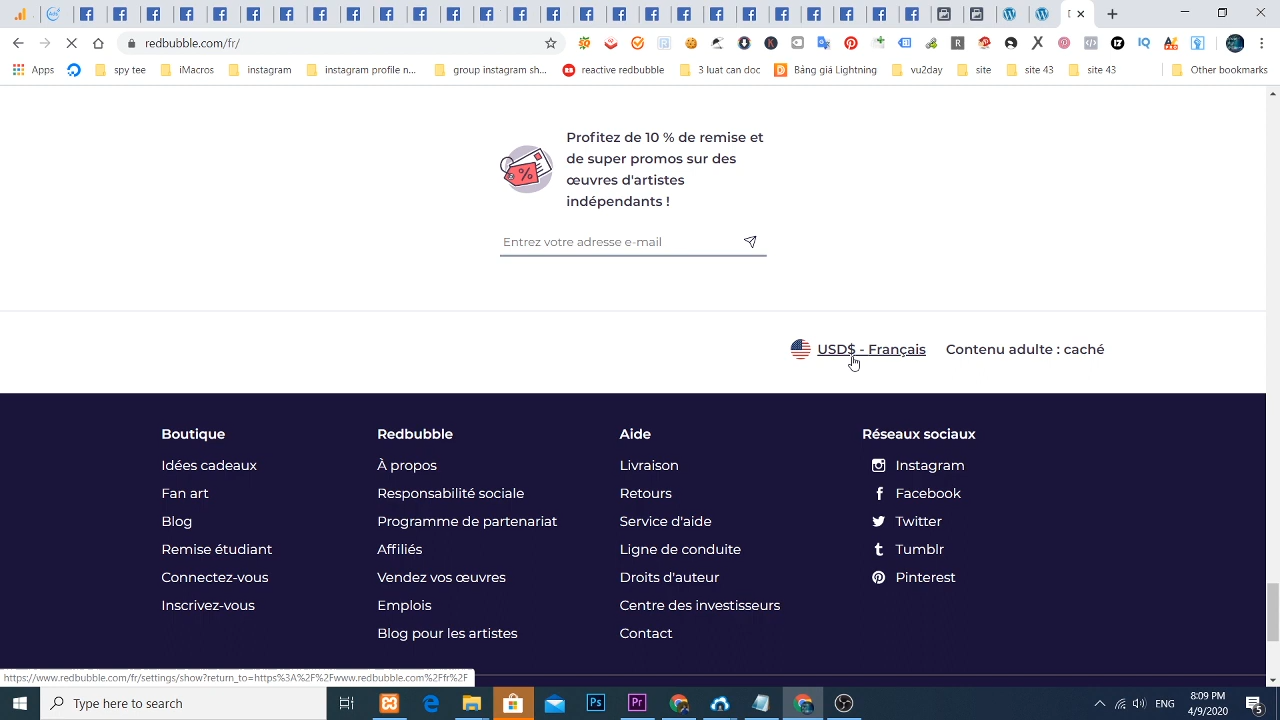 redbubble.com/fr/
Apps
spy tee
iMacros
instagram
instagram profile n...
group instagram sh...
reactive redbubble
3 luat can doc
Bảng giá Lightning
vu2day
site
site 43
site 43
Other bookmarks
Profitez de 10 % de remise et
de super promos sur des
œuvres d'artistes
indépendants !
Entrez votre adresse e-mail
USD$ - Français
Contenu adulte : caché
Boutique
Idées cadeaux
Fan art
Blog
Remise étudiant
Connectez-vous
Inscrivez-vous
Redbubble
À propos
Responsabilité sociale
Programme de partenariat
Affiliés
Vendez vos œuvres
Emplois
Blog pour les artistes
Aide
Livraison
Retours
Service d'aide
Ligne de conduite
Droits d'auteur
Centre des investisseurs
Contact
Réseaux sociaux
Instagram
Facebook
Twitter
Tumblr
Pinterest
https://www.redbubble.com/fr/settings/show?return_to=https%3A%2F%2Fwww.redbubble.com%2Ffr%2F
Type here to search
ENG
8:09 PM
4/9/2020